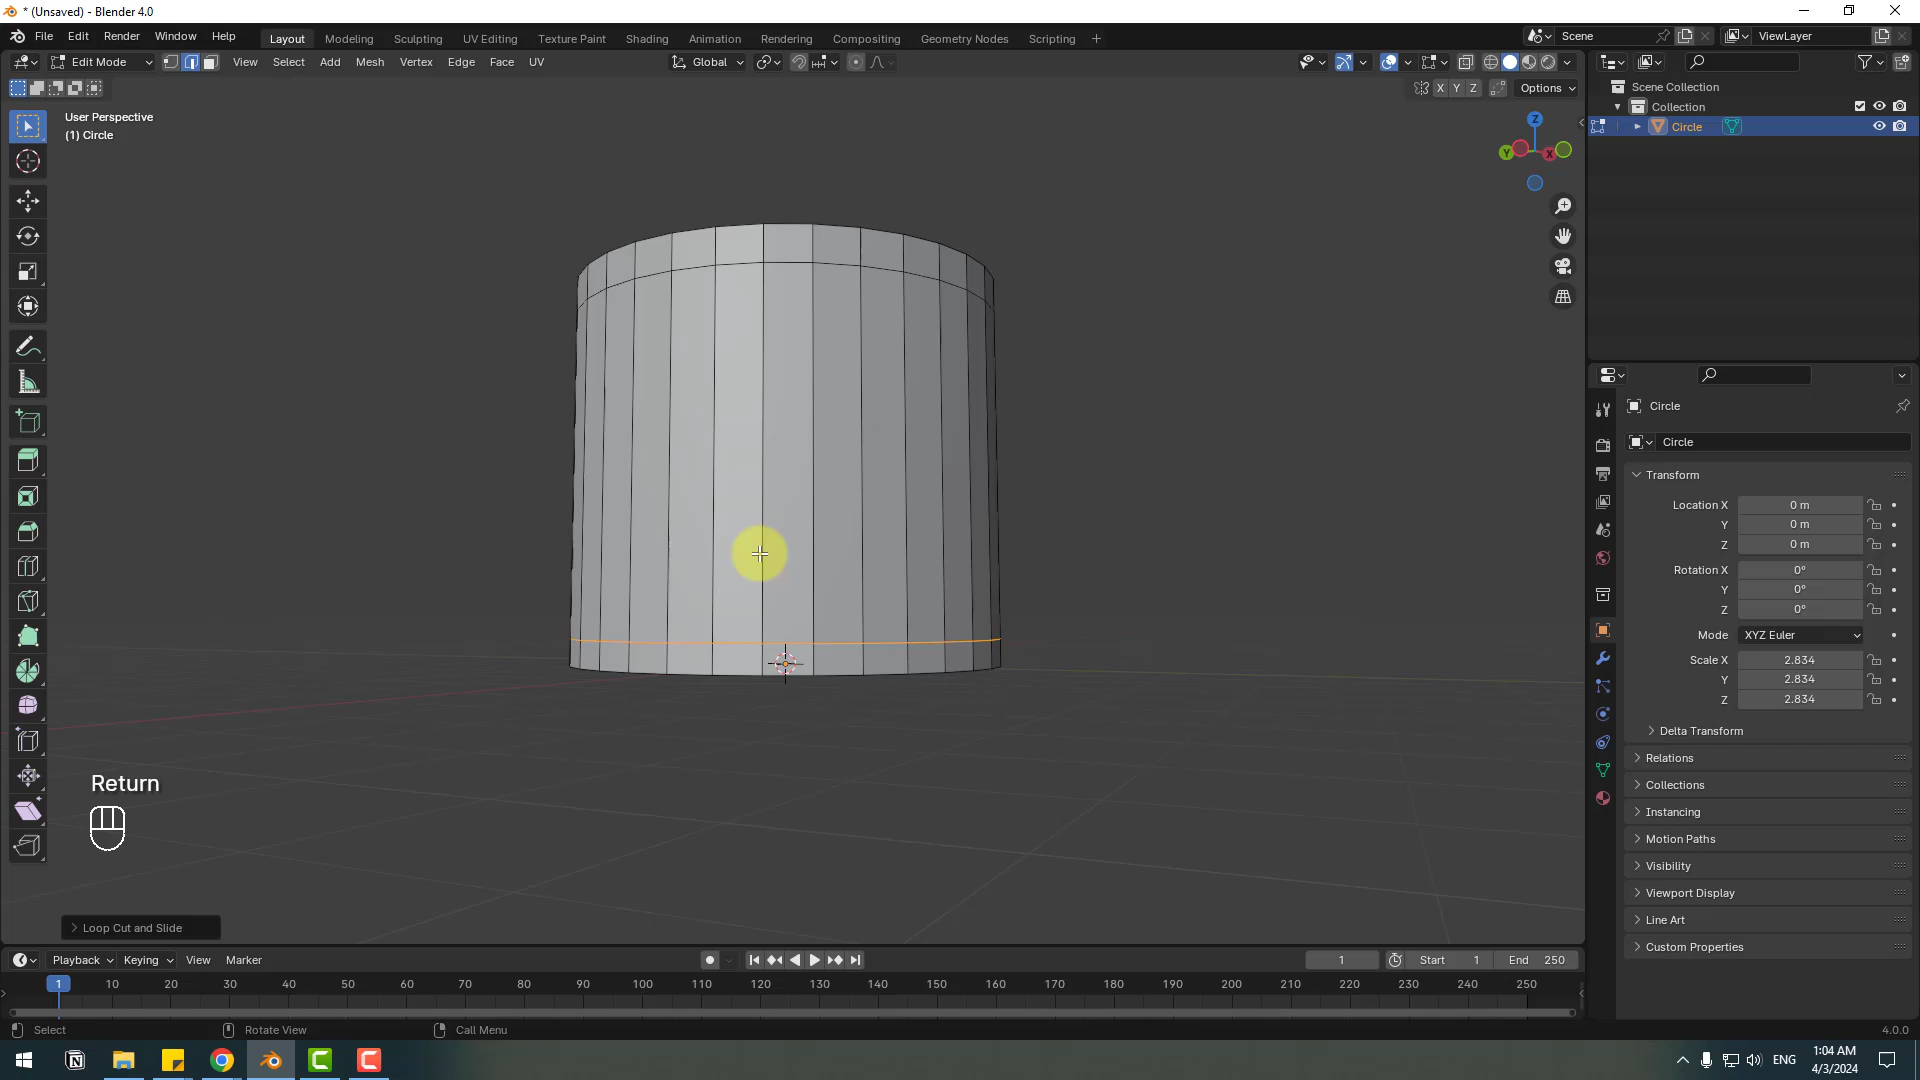 * (Unsaved) - Blender 4.0
File Edit Render Window Help Layout Modeling Sculpting UV Editing Texture Paint Shading Animation Rendering Compositing Geometry Nodes Scripting + Scene ViewLayer
Edit Mode View Select Add Mesh Vertex Edge Face UV Global
X Y Z Options
Scene Collection
Collection
Circle
User Perspective
(1) Circle
Z
Y X
Circle
Circle
Transform
Location X 0 m
Y 0 m
Z 0 m
Rotation X 0°
Y 0°
Z 0°
Mode XYZ Euler
Scale X 2.834
Y 2.834
Z 2.834
Delta Transform
Relations
Collections
Instancing
Motion Paths
Visibility
Viewport Display
Line Art
Custom Properties
Return
Loop Cut and Slide
Playback Keying View Marker 1 Start 1 End 250
1 10 20 30 40 50 60 70 80 90 100 110 120 130 140 150 160 170 180 190 200 210 220 230 240 250
Select Rotate View Call Menu 4.0.0
ENG 1:04 AM
4/3/2024